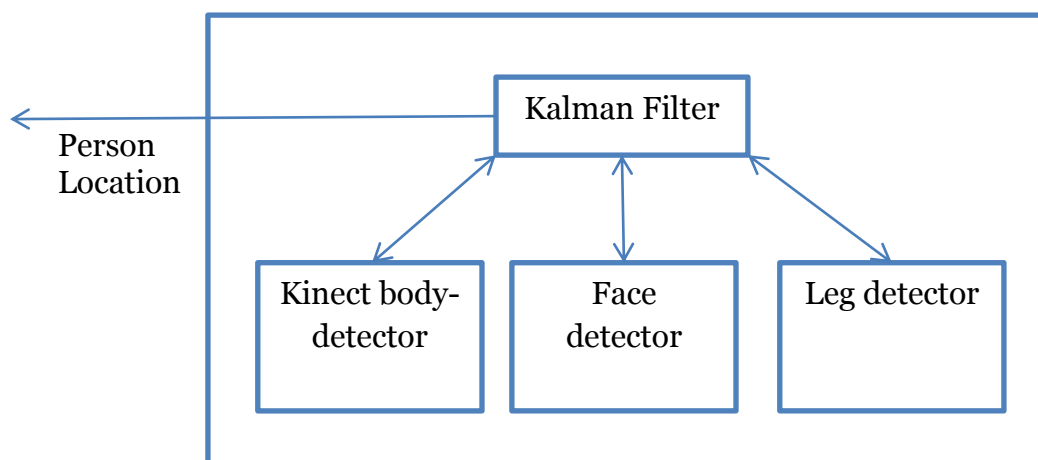 Kalman Filter
Person
Location
Kinect body-
detector
Face
detector
Leg detector